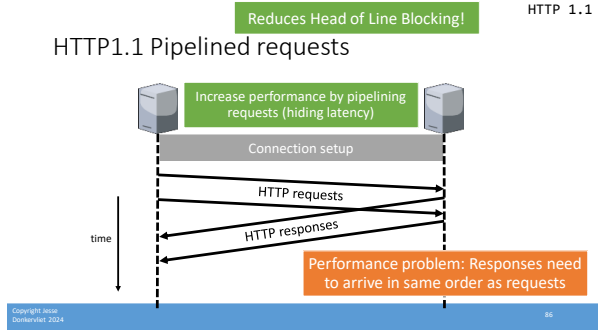 Reduces Head of Line Blocking!
HTTP 1.1
HTTP1.1 Pipelined requests
Increase performance by pipelining
requests (hiding latency)
Connection setup
HTTP requests
HTTP responses
time
Performance problem: Responses need
to arrive in same order as requests
Copyright Jesse
Donkervliet 2024
86